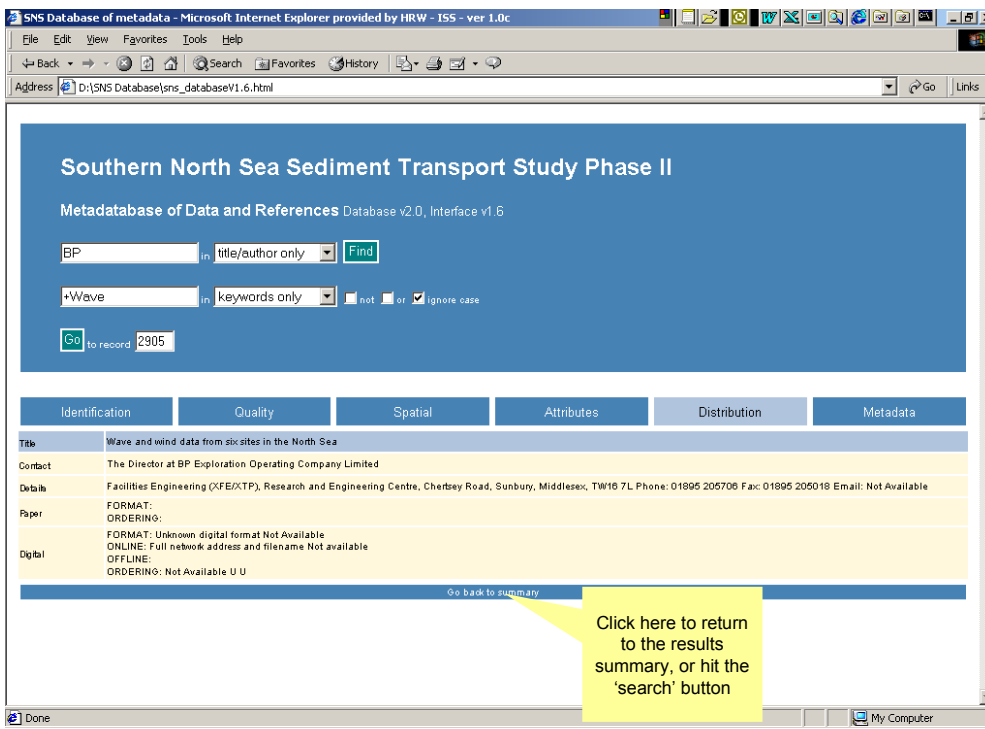 SNS Database of metadata - Microsoft Internet Explorer provided by HRW - ISS - ver 1.0c
File Edit View Favorites Tools Help
Back Search Favorites History
Address D:\SNS Database\sns_databaseV1.6.html Go Links
Southern North Sea Sediment Transport Study Phase II
Metadatabase of Data and References Database v2.0, Interface v1.6
BP in title/author only Find
+Wave in keywords only not or ignore case
Go to record 2905
Identification Quality Spatial Attributes Distribution Metadata
Title Wave and wind data from six sites in the North Sea
Contact The Director at BP Exploration Operating Company Limited
Details Facilities Engineering (XFE/XTP), Research and Engineering Centre, Chertsey Road, Sunbury, Middlesex, TW16 7L Phone: 01895 205706 Fax: 01895 205018 Email: Not Available
Paper FORMAT:
ORDERING:
Digital FORMAT: Unknown digital format Not Available
ONLINE: Full network address and filename Not available
OFFLINE:
ORDERING: Not Available U U
Go back to summary
Click here to return
to the results
summary, or hit the
‘search’ button
Done My Computer